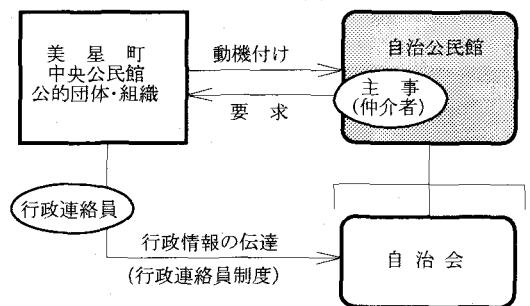 美星町
中央公民館
公的団体・組織
動機付け
要求
自治公民館
主事
(仲介者)
行政連絡員
行政情報の伝達
(行政連絡員制度)
自治会